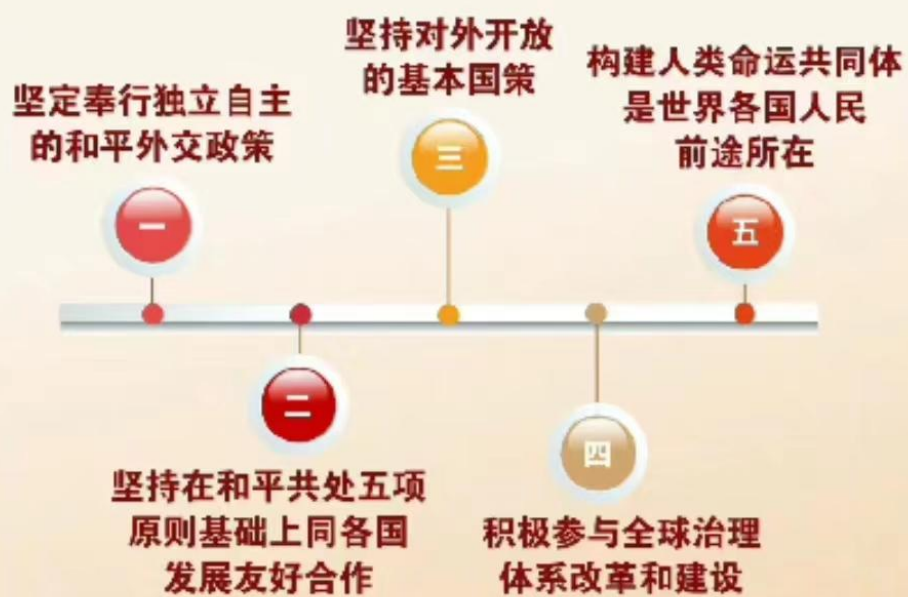 坚定奉行独立自主
的和平外交政策
一
二
坚持在和平共处五项
原则基础上同各国
发展友好合作
坚持对外开放
的基本国策
三
四
积极参与全球治理
体系改革和建设
构建人类命运共同体
是世界各国人民
前途所在
五